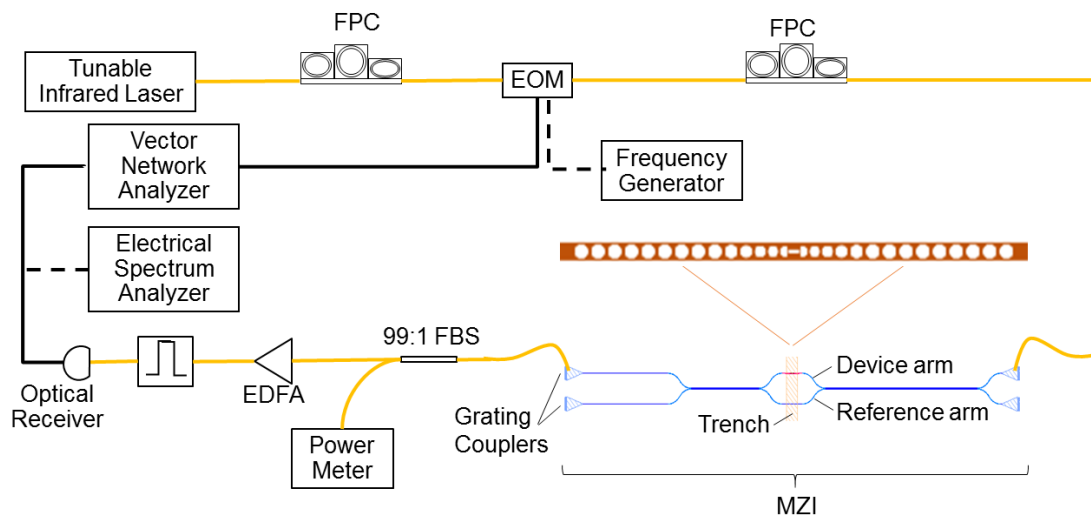 FPC
FPC
Tunable
Infrared Laser
EOM
Vector
Network
Analyzer
Frequency
Generator
Electrical
Spectrum
Analyzer
99:1 FBS
Optical
Receiver
EDFA
Power
Meter
Grating
Couplers
Device arm
Reference arm
Trench
MZI